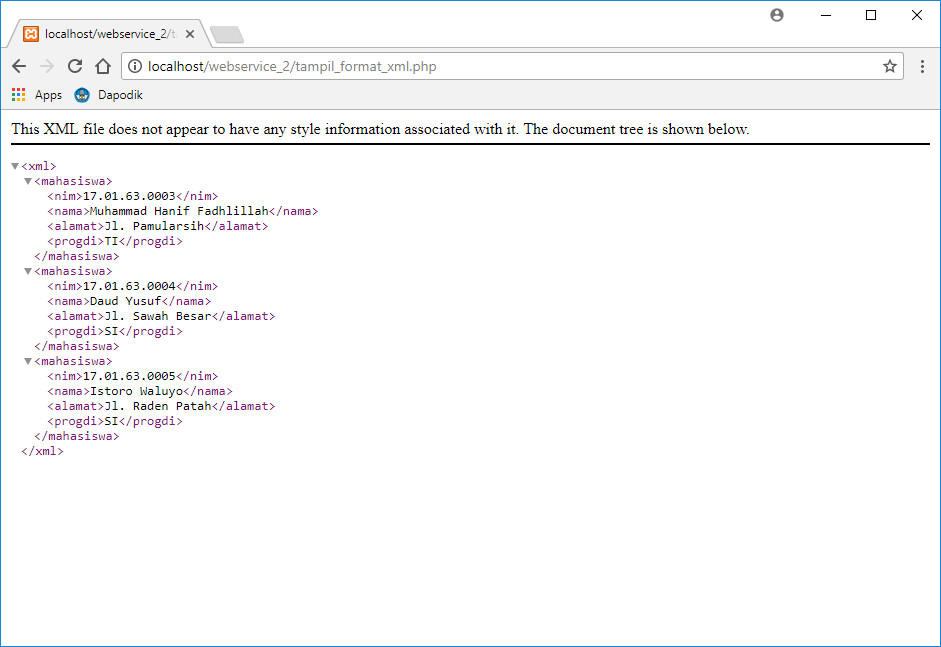 localhost/webservice_2/t
localhost/webservice_2/tampil_format_xml.php
Apps Dapodik
This XML file does not appear to have any style information associated with it. The document tree is shown below.
▼<xml>
▼<mahasiswa>
<nim>17.01.63.0003</nim>
<nama>Muhammad Hanif Fadhlillah</nama>
<alamat>Jl. Pamularsih</alamat>
<progdi>TI</progdi>
</mahasiswa>
▼<mahasiswa>
<nim>17.01.63.0004</nim>
<nama>Daud Yusuf</nama>
<alamat>Jl. Sawah Besar</alamat>
<progdi>SI</progdi>
</mahasiswa>
▼<mahasiswa>
<nim>17.01.63.0005</nim>
<nama>Istoro Waluyo</nama>
<alamat>Jl. Raden Patah</alamat>
<progdi>SI</progdi>
</mahasiswa>
</xml>